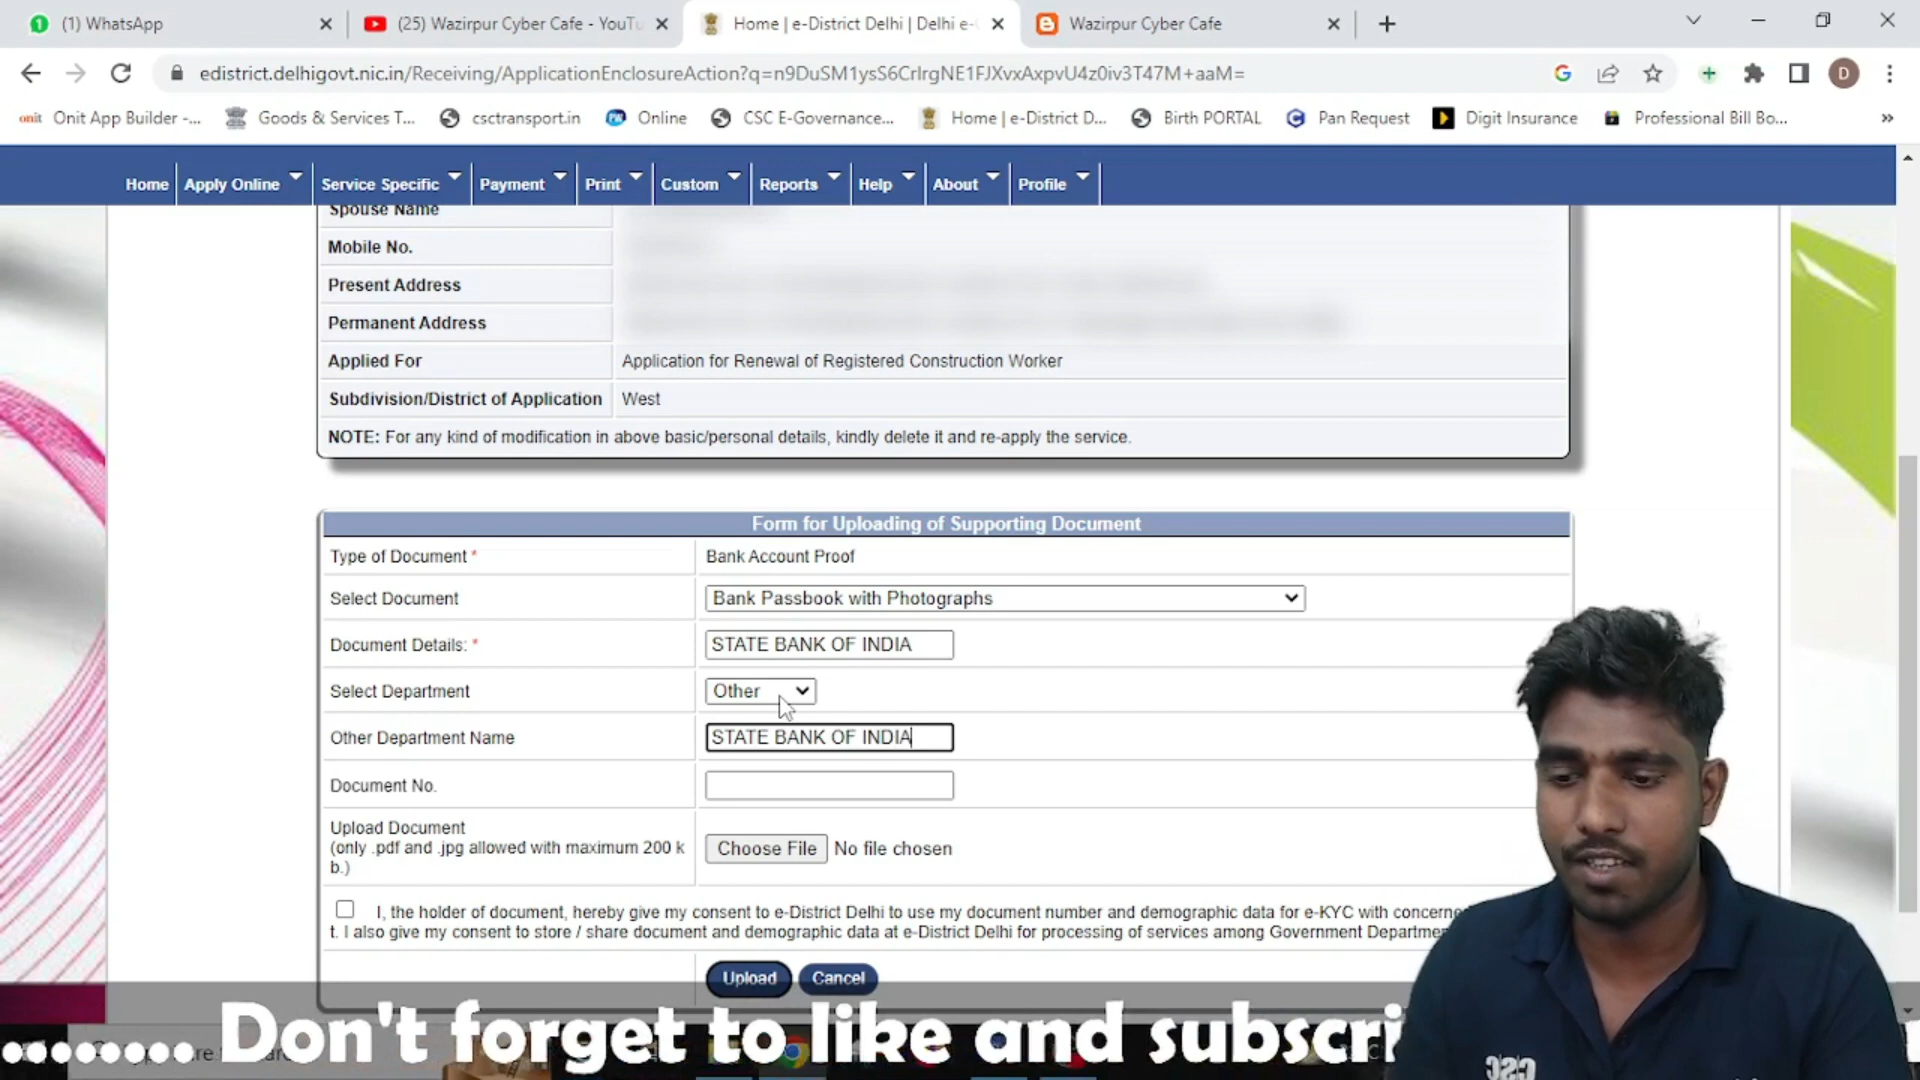 (1) WhatsApp
(25) Wazirpur Cyber Cafe - YouTu
Home | e-District Delhi | Delhi e-
Wazirpur Cyber Cafe
edistrict.delhigovt.nic.in/Receiving/ApplicationEnclosureAction?q=n9DuSM1ysS6CrIrgNE1FJXvxAxpvU4z0iv3T47M+aaM=
D
onit Onit App Builder -...
Goods & Services T...
csctransport.in
Online
CSC E-Governance...
Home | e-District D...
Birth PORTAL
Pan Request
Digit Insurance
Professional Bill Bo...
»
Home
Apply Online
Service Specific
Payment
Print
Custom
Reports
Help
About
Profile
Spouse Name
Mobile No.
Present Address
Permanent Address
Applied For Application for Renewal of Registered Construction Worker
Subdivision/District of Application West
NOTE: For any kind of modification in above basic/personal details, kindly delete it and re-apply the service.
Form for Uploading of Supporting Document
Type of Document * Bank Account Proof
Select Document Bank Passbook with Photographs
Document Details: * STATE BANK OF INDIA
Select Department Other
Other Department Name STATE BANK OF INDIA
Document No.
Upload Document
(only .pdf and .jpg allowed with maximum 200 k
b.)
Choose File No file chosen
I, the holder of document, hereby give my consent to e-District Delhi to use my document number and demographic data for e-KYC with concerne
t. I also give my consent to store / share document and demographic data at e-District Delhi for processing of services among Government Departmen
Upload Cancel
........ Don't forget to like and subscri
CSC